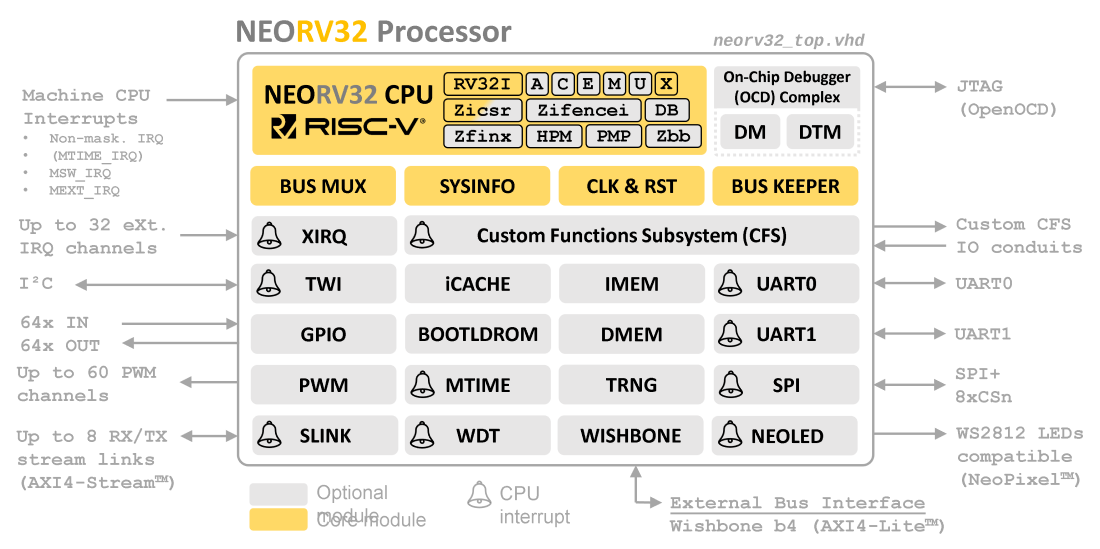 NEORV32 Processor
neorv32_top.vhd
NEORV32 CPU
RISC-V®
RV32I A C E M U X
Zicsr Zifencei DB
Zfinx HPM PMP Zbb
On-Chip Debugger
(OCD) Complex
DM DTM
Machine CPU
Interrupts
• Non-mask. IRQ
• (MTIME_IRQ)
• MSW_IRQ
• MEXT_IRQ
JTAG
(OpenOCD)
BUS MUX SYSINFO CLK & RST BUS KEEPER
Up to 32 eXt.
IRQ channels
XIRQ Custom Functions Subsystem (CFS)
Custom CFS
IO conduits
I²C
TWI iCACHE IMEM UART0
UART0
64x IN
64x OUT
GPIO BOOTLDROM DMEM UART1
UART1
Up to 60 PWM
channels
PWM MTIME TRNG SPI
SPI+
8xCSn
Up to 8 RX/TX
stream links
(AXI4-Stream™)
SLINK WDT WISHBONE NEOLED
WS2812 LEDs
compatible
(NeoPixel™)
Optional
module
Core module
CPU
interrupt
External Bus Interface
Wishbone b4 (AXI4-Lite™)